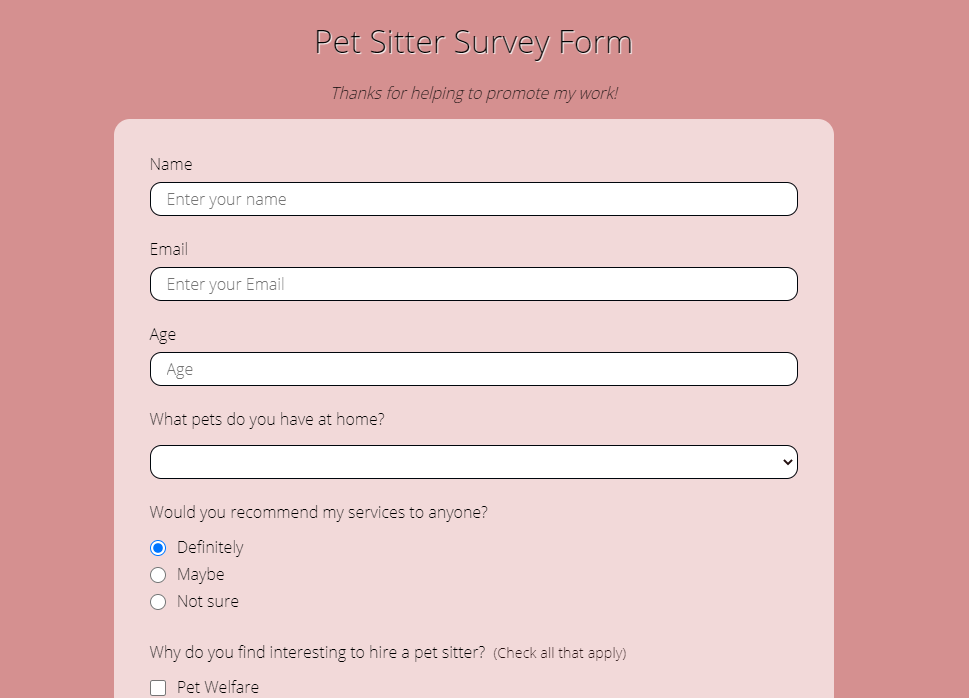 Pet Sitter Survey Form
Thanks for helping to promote my work!
Name
Enter your name
Email
Enter your Email
Age
Age
What pets do you have at home?
Would you recommend my services to anyone?
Definitely
Maybe
Not sure
Why do you find interesting to hire a pet sitter? (Check all that apply)
Pet Welfare